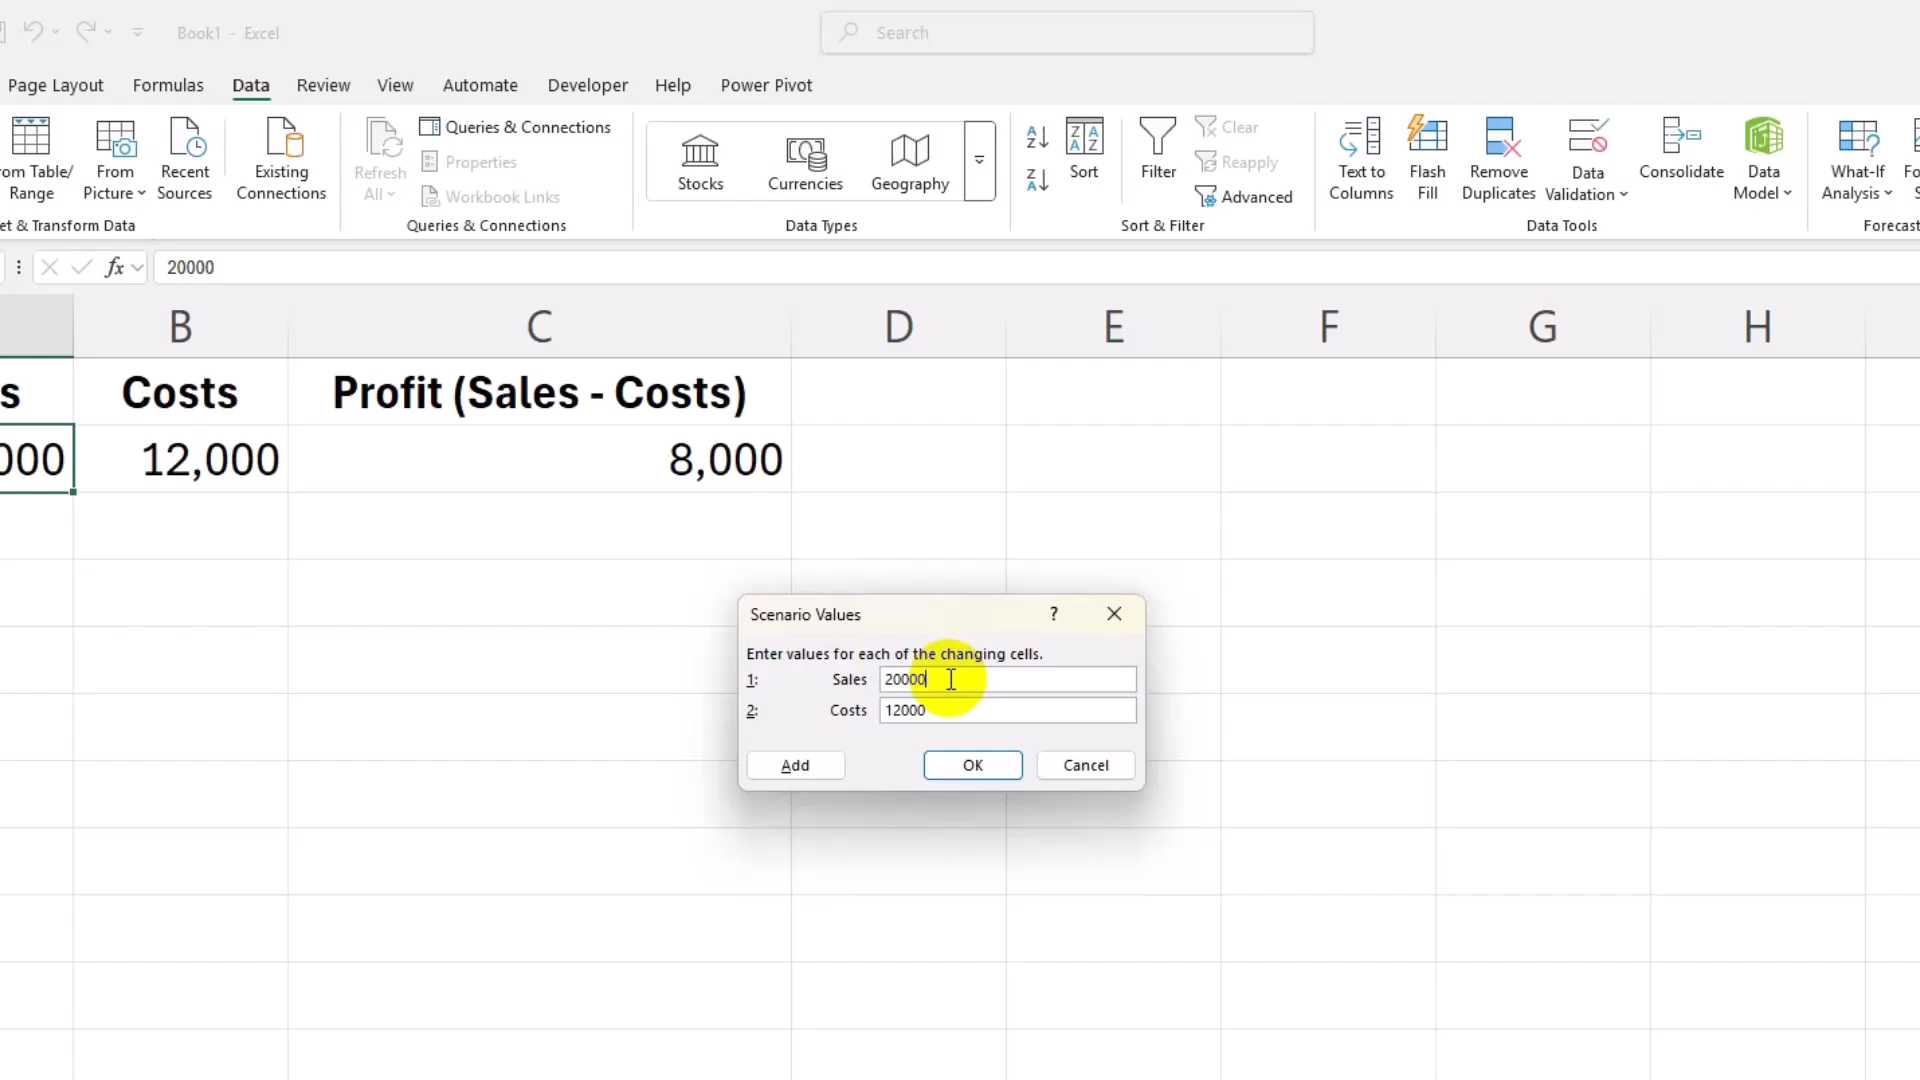 Book1 - Excel
Search
Page Layout Formulas Data Review View Automate Developer Help Power Pivot
Queries & Connections
Properties
Workbook Links
Clear
Reapply
Advanced
om Table/
Range
From
Picture
Recent
Sources
Existing
Connections
Refresh
All
Stocks
Currencies
Geography
Sort
Filter
Text to
Columns
Flash
Fill
Remove
Duplicates
Data
Validation
Consolidate
Data
Model
What-If
Analysis
Fo
S
et & Transform Data
Queries & Connections
Data Types
Sort & Filter
Data Tools
Forecast
fx
20000
B C D E F G H
s Costs Profit (Sales - Costs)
000 12,000 8,000
Scenario Values ?
Enter values for each of the changing cells.
1: Sales 20000
2: Costs 12000
Add OK Cancel